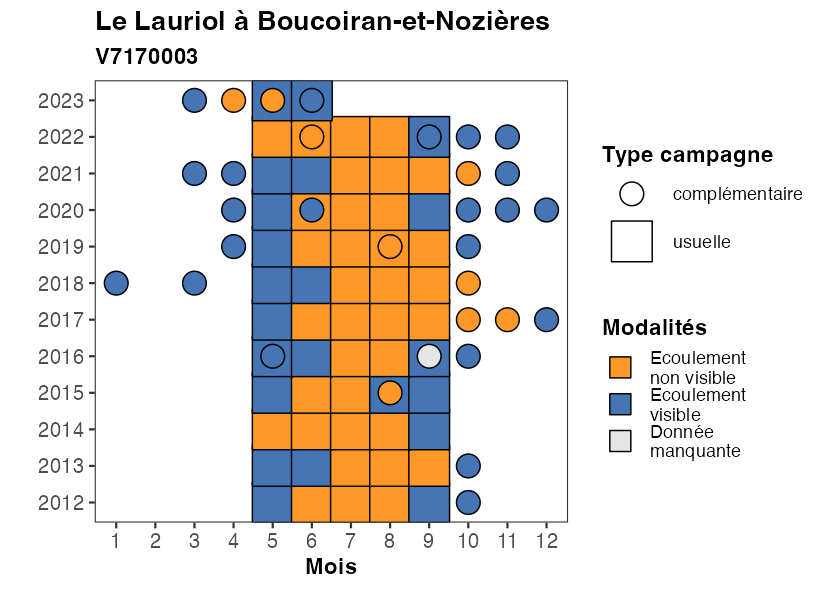 Le Lauriol à Boucoiran-et-Nozières
V7170003
2023
2022
2021
2020
2019
2018
2017
2016
2015
2014
2013
2012
1 2 3 4 5 6 7 8 9 10 11 12
Mois
Type campagne
complémentaire
usuelle
Modalités
Ecoulement
non visible
Ecoulement
visible
Donnée
manquante